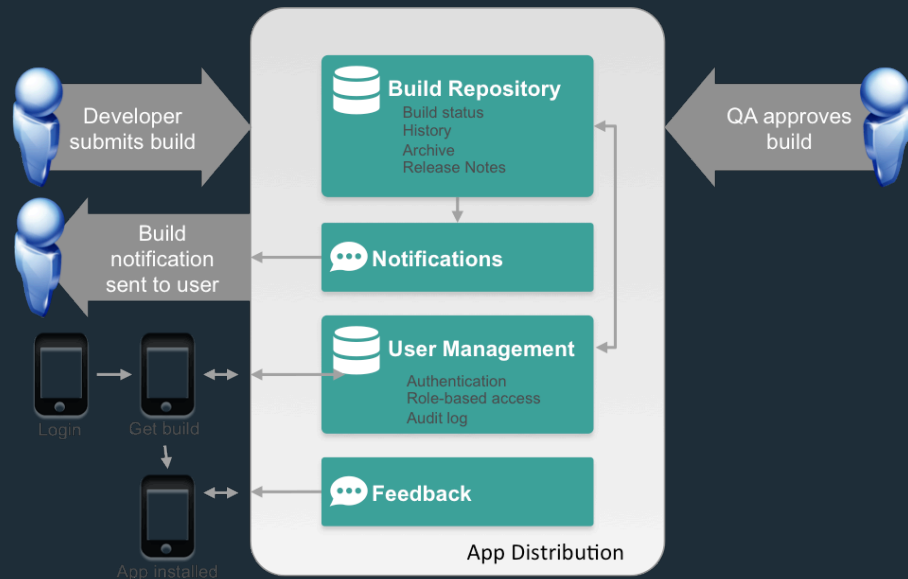 Developer
submits build
Build Repository
Build status
History
Archive
Release Notes
QA approves
build
Build
notification
sent to user
Notifications
User Management
Authentication
Role-based access
Audit log
Login
Get build
Feedback
App installed
App Distribution